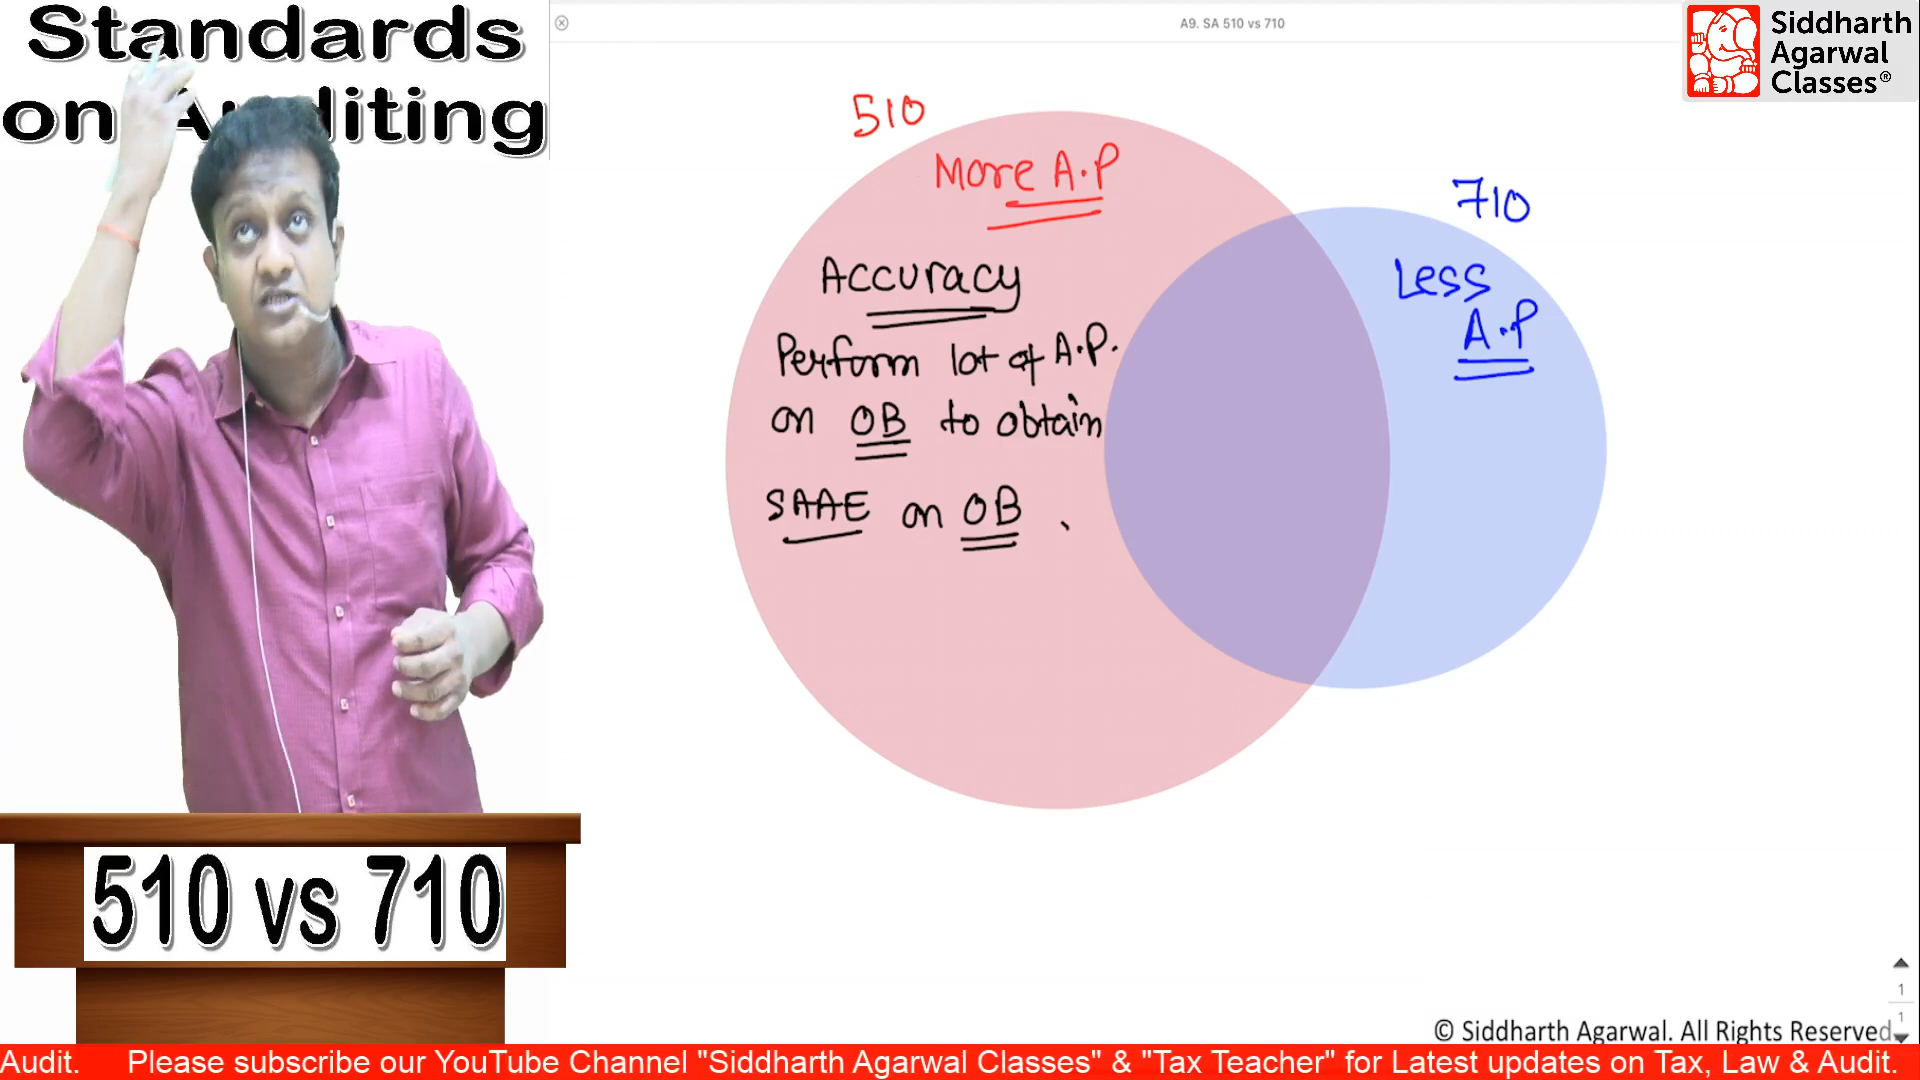 Standards
on Auditing
A9. SA 510 vs 710
Siddharth
Agarwal
Classes®
510
More A.P
710
Less
A.P
Accuracy
Perform lot of A.P.
on OB to obtain
SAAE on OB
510 vs 710
1
1
© Siddharth Agarwal. All Rights Reserved.
Audit. Please subscribe our YouTube Channel "Siddharth Agarwal Classes" & "Tax Teacher" for Latest updates on Tax, Law & Audit.